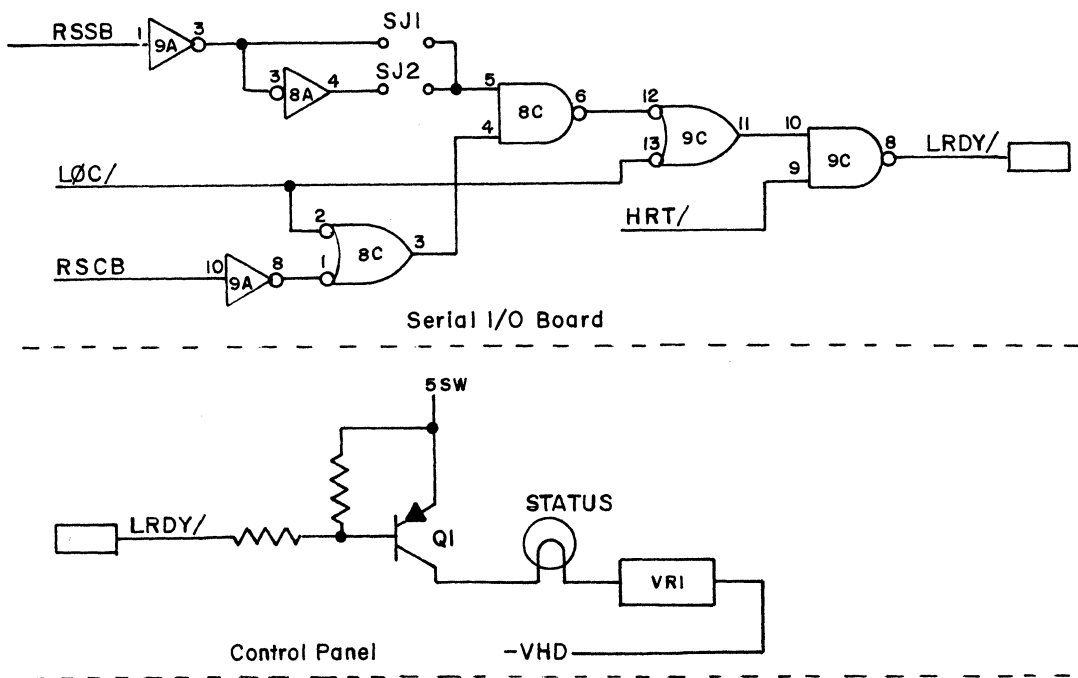 SJ1
RSSB 1 9A 3
3 8A 4 SJ2 5
8C 6 12
4 13 9C 11 10
9 9C 8 LRDY/
LØC/
HRT/
2
1 8C 3
RSCB 10 9A 8
Serial I/O Board
5SW
STATUS
LRDY/
Q1
VR1
Control Panel
-VHD